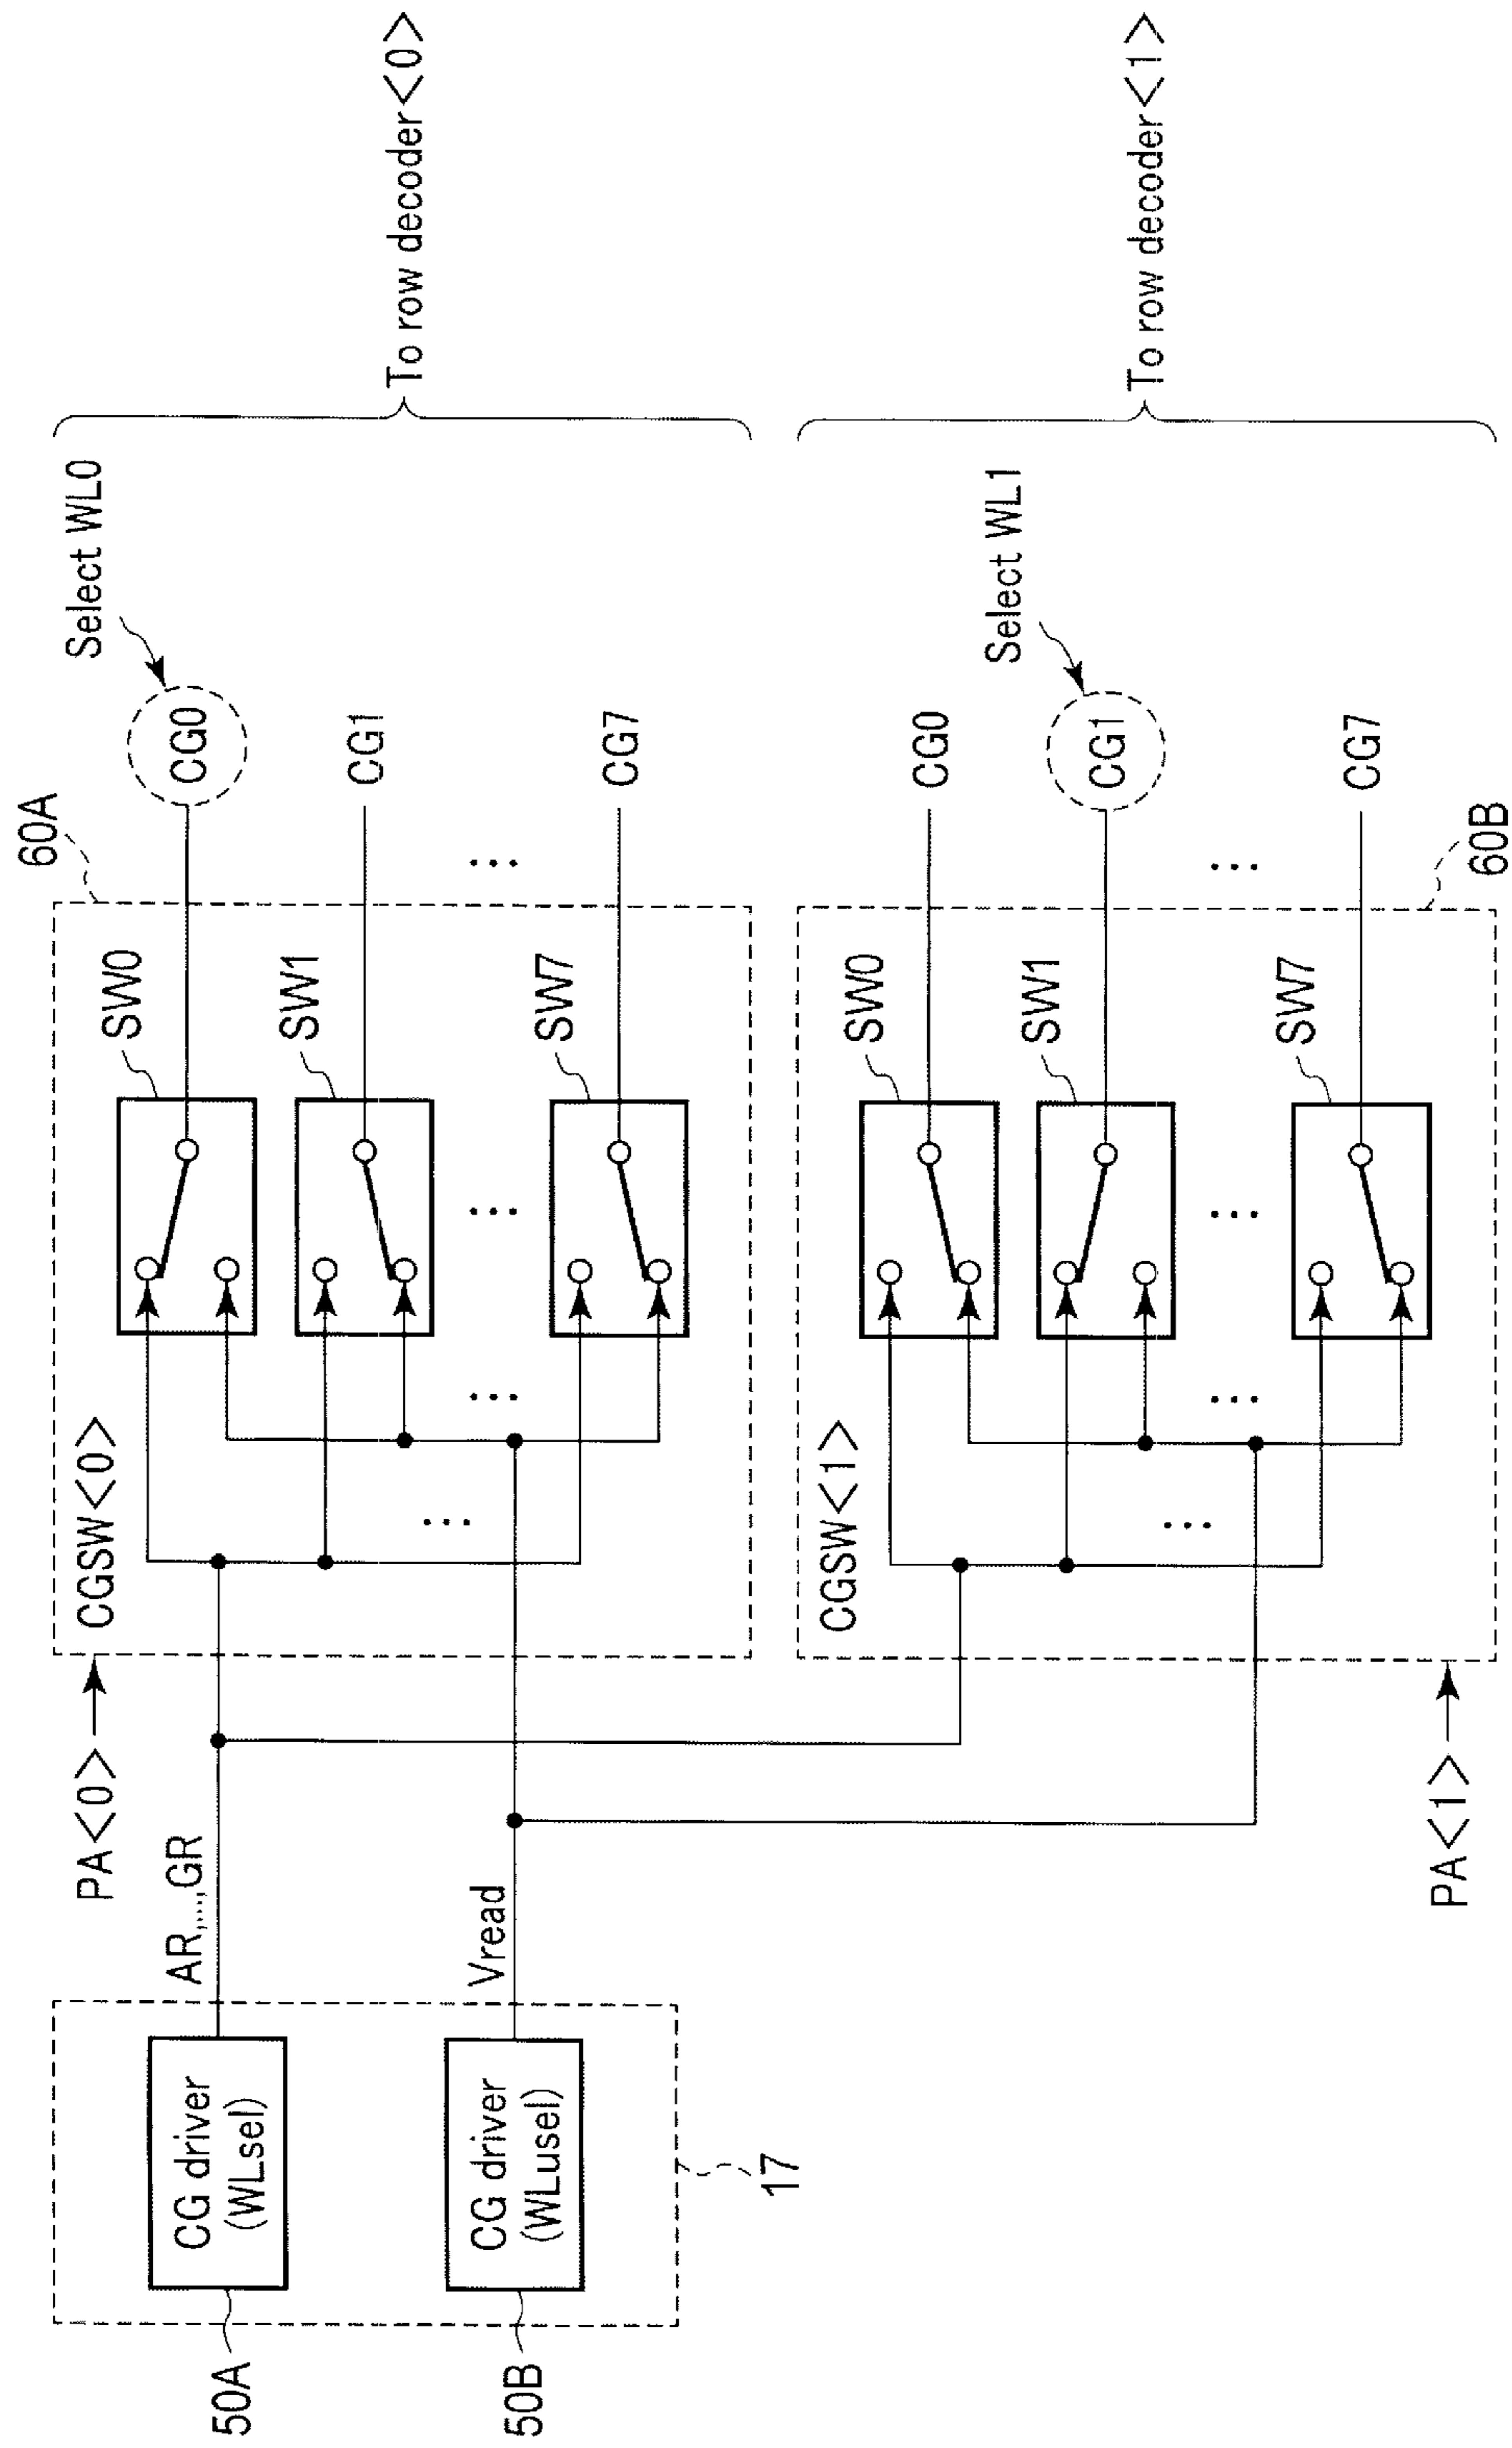 60A
Select WL0
PA<0>
CGSW<0>
SW0
CG0
AR,...,GR
SW1
CG1
To row decoder<0>
50A
CG driver
(WLsel)
...
...
...
...
Vread
SW7
CG7
50B
CG driver
(WLusel)
17
CGSW<1>
SW0
CG0
Select WL1
SW1
CG1
To row decoder<1>
...
...
...
...
SW7
CG7
PA<1>
60B